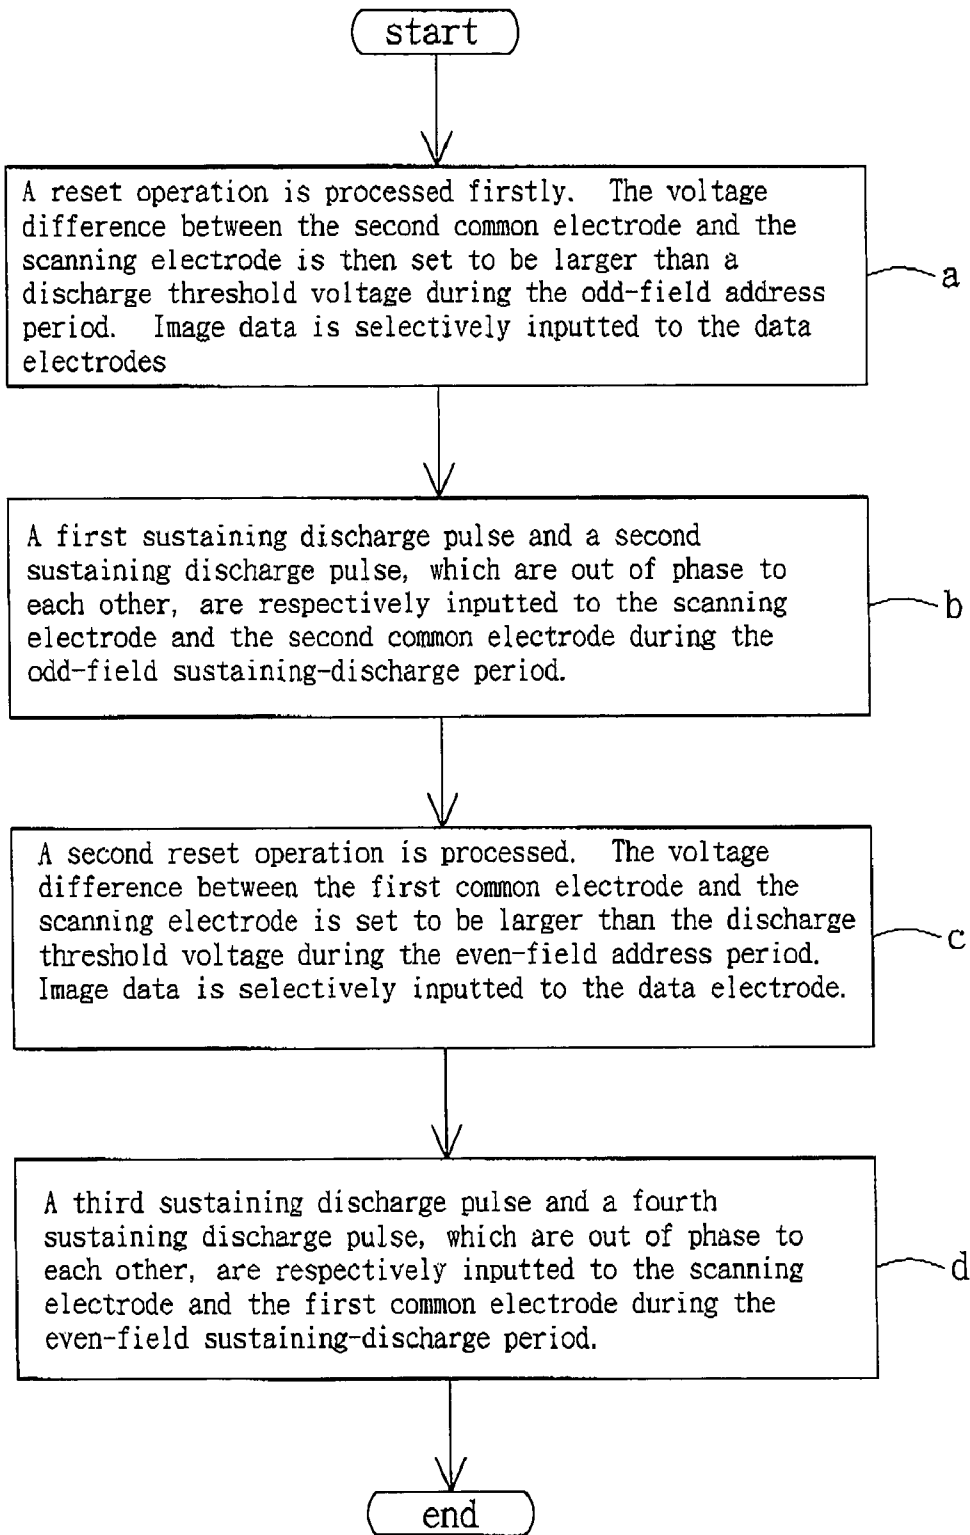 start
A reset operation is processed firstly. The voltage
difference between the second common electrode and the
scanning electrode is then set to be larger than a
discharge threshold voltage during the odd-field address
period. Image data is selectively inputted to the data
electrodes
a
A first sustaining discharge pulse and a second
sustaining discharge pulse, which are out of phase to
each other, are respectively inputted to the scanning
electrode and the second common electrode during the
odd-field sustaining-discharge period.
b
A second reset operation is processed. The voltage
difference between the first common electrode and the
scanning electrode is set to be larger than the discharge
threshold voltage during the even-field address period.
Image data is selectively inputted to the data electrode.
c
A third sustaining discharge pulse and a fourth
sustaining discharge pulse, which are out of phase to
each other, are respectively inputted to the scanning
electrode and the first common electrode during the
even-field sustaining-discharge period.
d
end